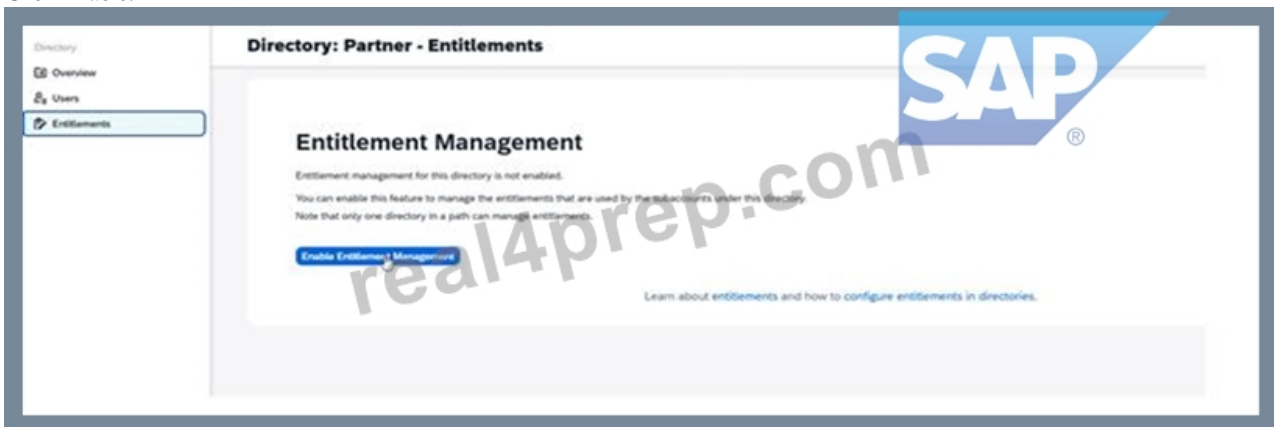 Directory
Overview
Users
Entitlements
Directory: Partner - Entitlements
SAP
®
Entitlement Management
Entitlement management for this directory is not enabled.
You can enable this feature to manage the entitlements that are used by the subaccounts under this directory.
Note that only one directory in a path can manage entitlements.
Enable Entitlement Management
Learn about entitlements and how to configure entitlements in directories.
real4prep.com